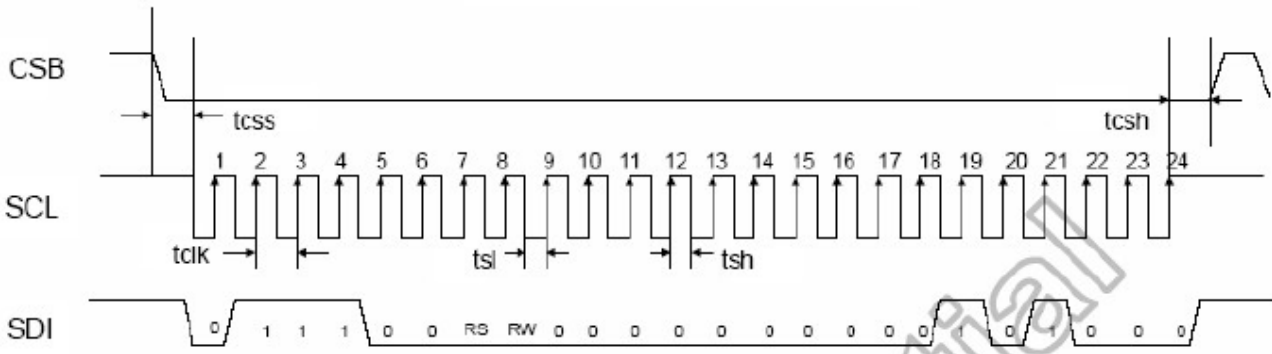 CSB
tcss
tcsh
1 2 3 4 5 6 7 8 9 10 11 12 13 14 15 16 17 18 19 20 21 22 23 24
SCL
tclk
tsl
tsh
SDI
0 1 1 1 0 0 RS RW 0 0 0 0 0 0 0 0 0 0 1 0 1 0 0 0
tial